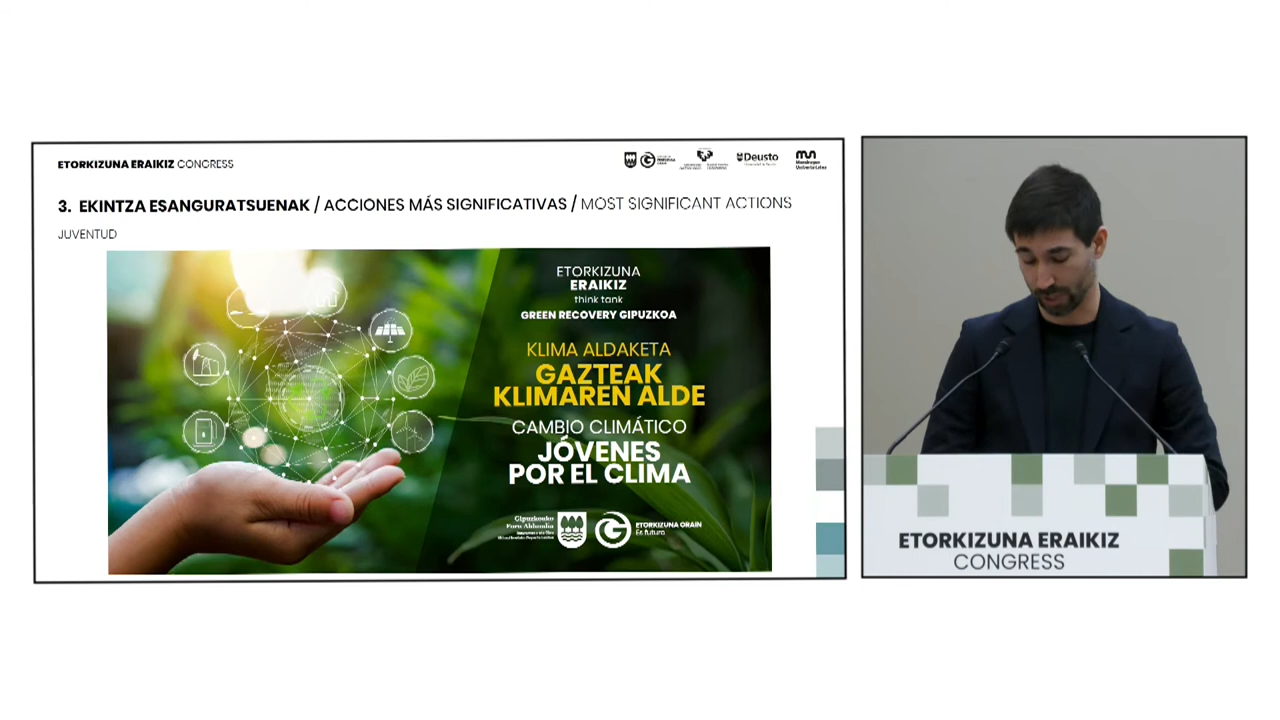 ETORKIZUNA ERAIKIZ CONGRESS
Deusto
3. EKINTZA ESANGURATSUENAK / ACCIONES MÁS SIGNIFICATIVAS / MOST SIGNIFICANT ACTIONS
JUVENTUD
ETORKIZUNA
ERAIKIZ
think tank
GREEN RECOVERY GIPUZKOA
KLIMA ALDAKETA
GAZTEAK
KLIMAREN ALDE
CAMBIO CLIMÁTICO
JÓVENES
POR EL CLIMA
Gipuzkoako
Foru Aldundia
ETORKIZUNA ORAIN
Es futuro
ETORKIZUNA ERAIKIZ
CONGRESS